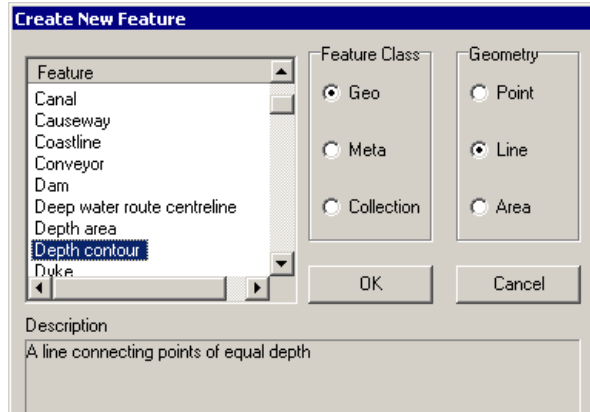 Create New Feature
Feature
Canal
Causeway
Coastline
Conveyor
Dam
Deep water route centreline
Depth area
Depth contour
Dyke
Feature Class
Geo
Meta
Collection
Geometry
Point
Line
Area
OK
Cancel
Description
A line connecting points of equal depth